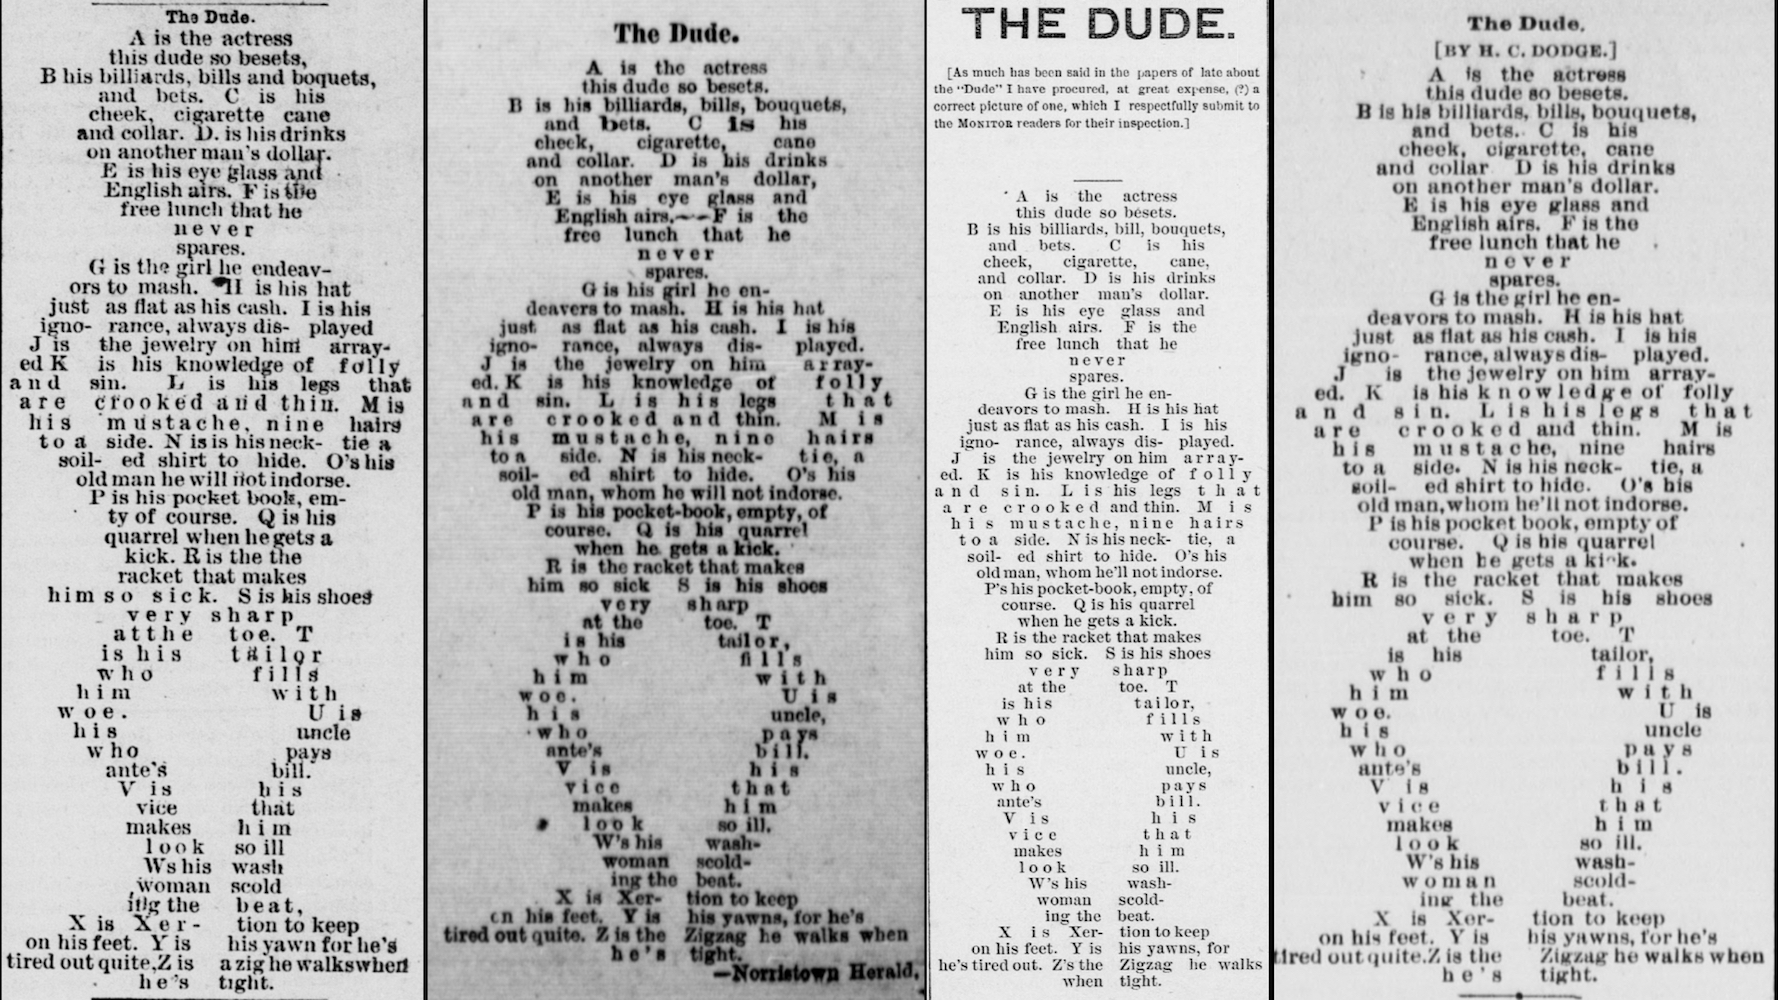 The Dude.
A is the actress
this dude so besets,
B his billiards, bills and boquets,
and bets. C is his
cheek, cigarette cane
and collar. D. is his drinks
on another man's dollar.
E is his eye glass and
English airs. F is the
free lunch that he
never
spares.
G is the girl he endeav-
ors to mash. H is his hat
just as flat as his cash. I is his
igno- rance, always dis- played
J is the jewelry on him array-
ed K is his knowledge of folly
and sin. L is his legs that
are crooked and thin. M is
his mustache, nine hairs
to a side. N is is his neck- tie a
soil- ed shirt to hide. O's his
old man he will not indorse.
P is his pocket book, em-
ty of course. Q is his
quarrel when he gets a
kick. R is the the
racket that makes
him so sick. S is his shoes
very sharp
at the toe. T
is his tailor
who fills
him with
woe. U is
his uncle
who pays
ante's bill.
V is his
vice that
makes him
look so ill
Ws his wash
woman scold
ing the beat,
X is Xer- tion to keep
on his feet. Y is his yawn for he's
tired out quite, Z is a zig he walks when
he's tight.
The Dude.
A is the actress
this dude so besets.
B is his billiards, bills, bouquets,
and bets. C is his
cheek, cigarette, cane
and collar. D is his drinks
on another man's dollar,
E is his eye glass and
English airs.—F is the
free lunch that he
never
spares.
G is his girl he en-
deavors to mash. H is his hat
just as flat as his cash. I is his
igno- rance, always dis- played.
J is the jewelry on him array-
ed. K is his knowledge of folly
and sin. L is his legs that
are crooked and thin. M is
his mustache, nine hairs
to a side. N is his neck- tie, a
soil- ed shirt to hide. O's his
old man, whom he will not indorse.
P is his pocket-book, empty, of
course. Q is his quarrel
when he gets a kick.
R is the racket that makes
him so sick S is his shoes
very sharp
at the toe. T
is his tailor,
who fills
him with
woe. U is
his uncle,
who pays
ante's bill.
V is his
vice that
makes him
look so ill.
W's his wash-
woman scold-
ing the beat.
X is Xer- tion to keep
on his feet. Y is his yawns, for he's
tired out quite. Z is the Zigzag he walks when
he's tight.
—Norristown Herald.
THE DUDE.
[As much has been said in the papers of late about
the "Dude" I have procured, at great expense, (?) a
correct picture of one, which I respectfully submit to
the MONITOR readers for their inspection.]
A is the actress
this dude so besets.
B is his billiards, bill, bouquets,
and bets. C is his
cheek, cigarette, cane,
and collar. D is his drinks
on another man's dollar.
E is his eye glass and
English airs. F is the
free lunch that he
never
spares.
G is the girl he en-
deavors to mash. H is his hat
just as flat as his cash. I is his
igno- rance, always dis- played.
J is the jewelry on him array-
ed. K is his knowledge of folly
and sin. L is his legs that
are crooked and thin. M is
his mustache, nine hairs
to a side. N is his neck- tie, a
soil- ed shirt to hide. O's his
old man, whom he'll not indorse.
P's his pocket-book, empty, of
course. Q is his quarrel
when he gets a kick.
R is the racket that makes
him so sick. S is his shoes
very sharp
at the toe. T
is his tailor,
who fills
him with
woe. U is
his uncle,
who pays
ante's bill.
V is his
vice that
makes him
look so ill.
W's his wash-
woman scold-
ing the beat.
X is Xer- tion to keep
on his feet. Y is his yawns, for
he's tired out. Z's the Zigzag he walks
when tight.
The Dude.
[BY H. C. DODGE.]
A is the actress
this dude so besets.
B is his billiards, bills, bouquets,
and bets. C is his
cheek, cigarette, cane
and collar D is his drinks
on another man's dollar.
E is his eye glass and
English airs. F is the
free lunch that he
never
spares.
G is the girl he en-
deavors to mash. H is his hat
just as flat as his cash. I is his
igno- rance, always dis- played.
J is the jewelry on him array-
ed. K is his knowledge of folly
and sin. L is his legs that
are crooked and thin. M is
his mustache, nine hairs
to a side. N is his neck- tie, a
soil- ed shirt to hide. O's his
old man, whom he'll not indorse.
P is his pocket book, empty of
course. Q is his quarrel
when he gets a kick.
R is the racket that makes
him so sick. S is his shoes
very sharp
at the toe. T
is his tailor,
who fills
him with
woe. U is
his uncle
who pays
ante's bill.
V is his
vice that
makes him
look so ill.
W's his wash-
woman scold-
ing the beat.
X is Xer- tion to keep
on his feet. Y is his yawns, for he's
tired out quite. Z is the Zigzag he walks when
he's tight.